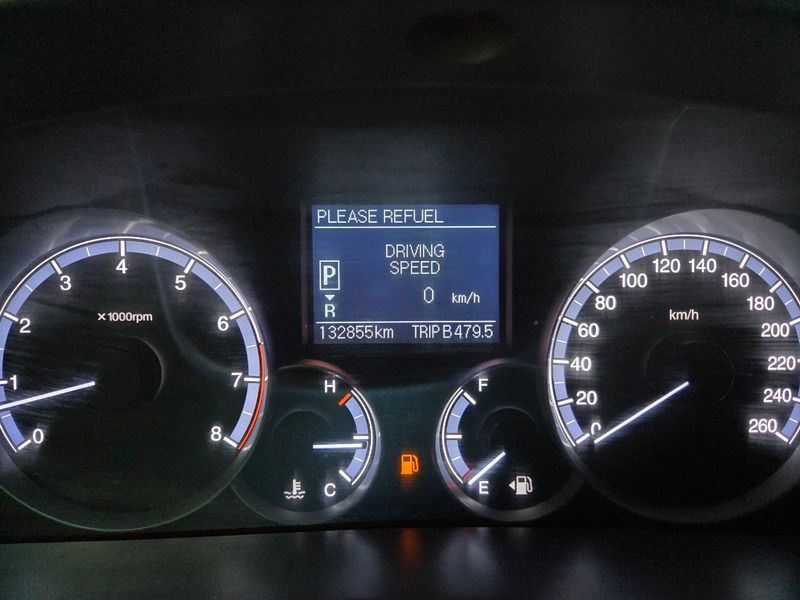 PLEASE REFUEL
DRIVING
SPEED
P
0 km/h
R
132855km TRIP B 479.5
0
1
2
3
4
5
6
7
8
x1000rpm
H
C
F
E
0
20
40
60
80
100
120
140
160
180
200
220
240
260
km/h